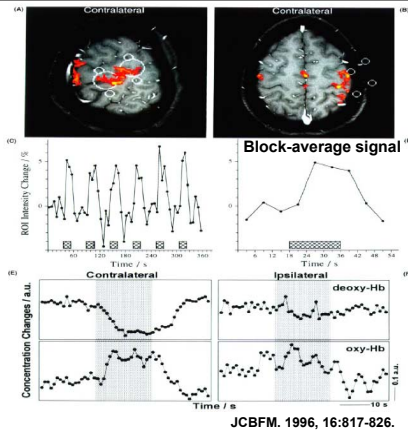 (A) Contralateral Contralateral (B)
(C) Block-average signal
ROI Intensity Change / %
5
0
60 120 180 240 300 360
Time / s
5
0
6 12 18 24 30 36 42 48 54
Time / s
(E) Contralateral Ipsilateral (F)
deoxy-Hb
oxy-Hb
Concentration Changes / a.u.
0.1 a.u.
Time / s
10 s
JCBFM. 1996, 16:817-826.